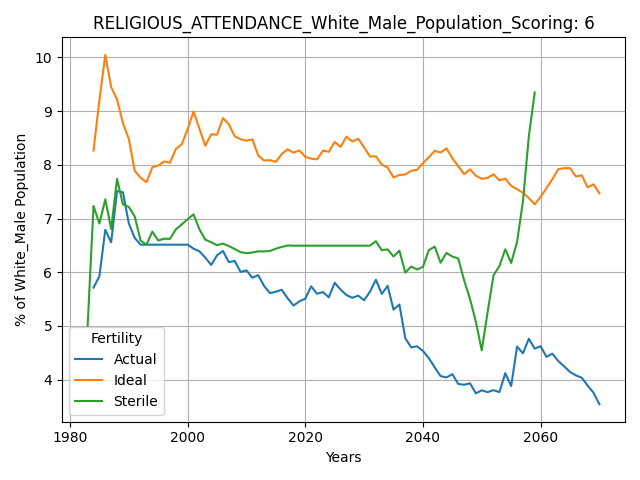 RELIGIOUS_ATTENDANCE_White_Male_Population_Scoring: 6
% of White_Male Population
10
9
8
7
6
5
4
Fertility
Actual
Ideal
Sterile
1980
2000
2020
2040
2060
Years